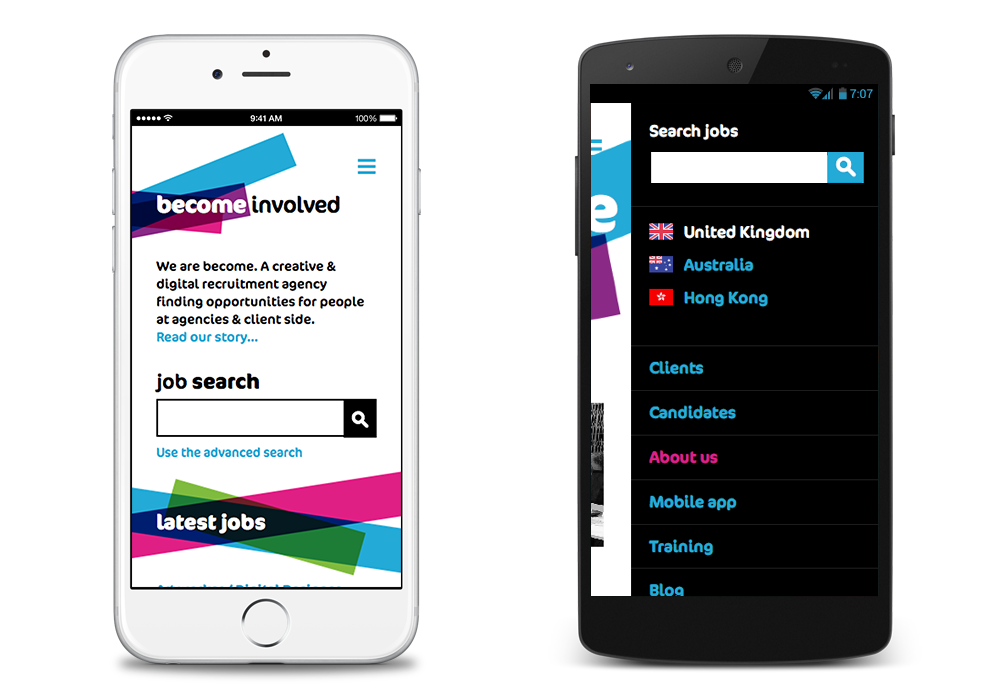 9:41 AM
100%
become involved
We are become. A creative &
digital recruitment agency
finding opportunities for people
at agencies & client side.
Read our story...
job search
Use the advanced search
latest jobs
7:07
Search jobs
e
United Kingdom
Australia
Hong Kong
Clients
Candidates
About us
Mobile app
Training
Blog